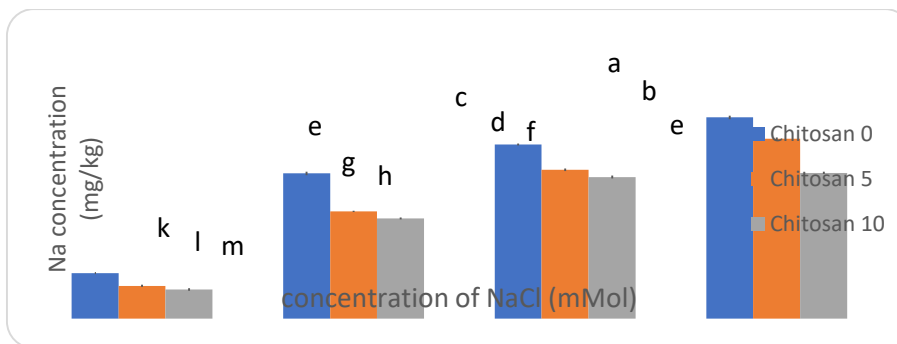 Na concentration
(mg/kg)
k
l
m
e
g
h
c
d
f
a
b
e
Chitosan 0
Chitosan 5
Chitosan 10
concentration of NaCl (mMol)